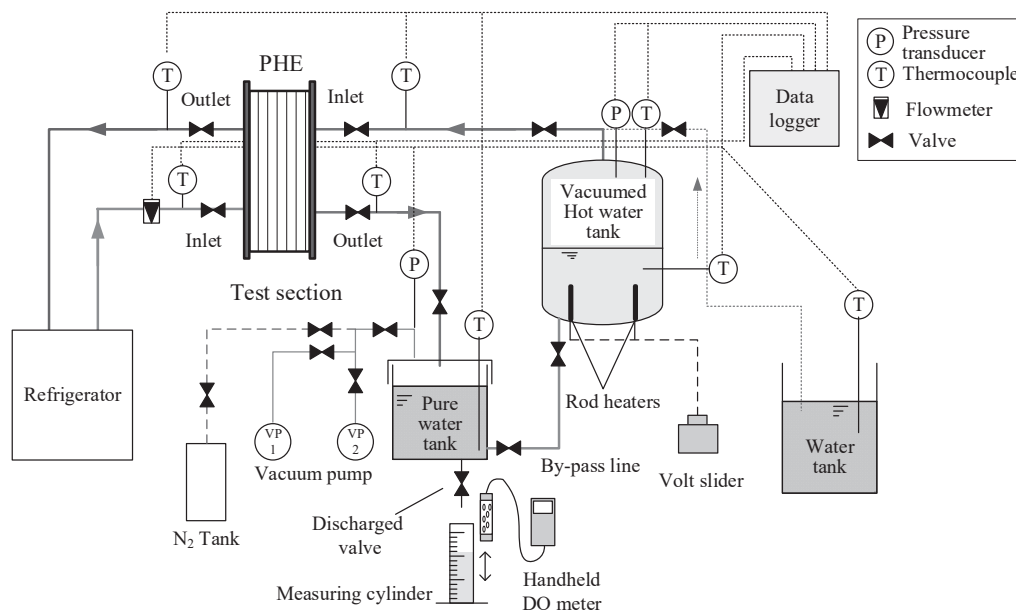 PHE
T
Outlet
Inlet
T
P
T
Data
logger
P
Pressure
transducer
T
Thermocouple
Flowmeter
Valve
T
T
Inlet
Outlet
Vacuumed
Hot water
tank
P
T
Test section
T
T
Refrigerator
Rod heaters
Pure
water
tank
VP
1
VP
2
Vacuum pump
By-pass line
Volt slider
Water
tank
N2 Tank
Discharged
valve
Measuring cylinder
Handheld
DO meter